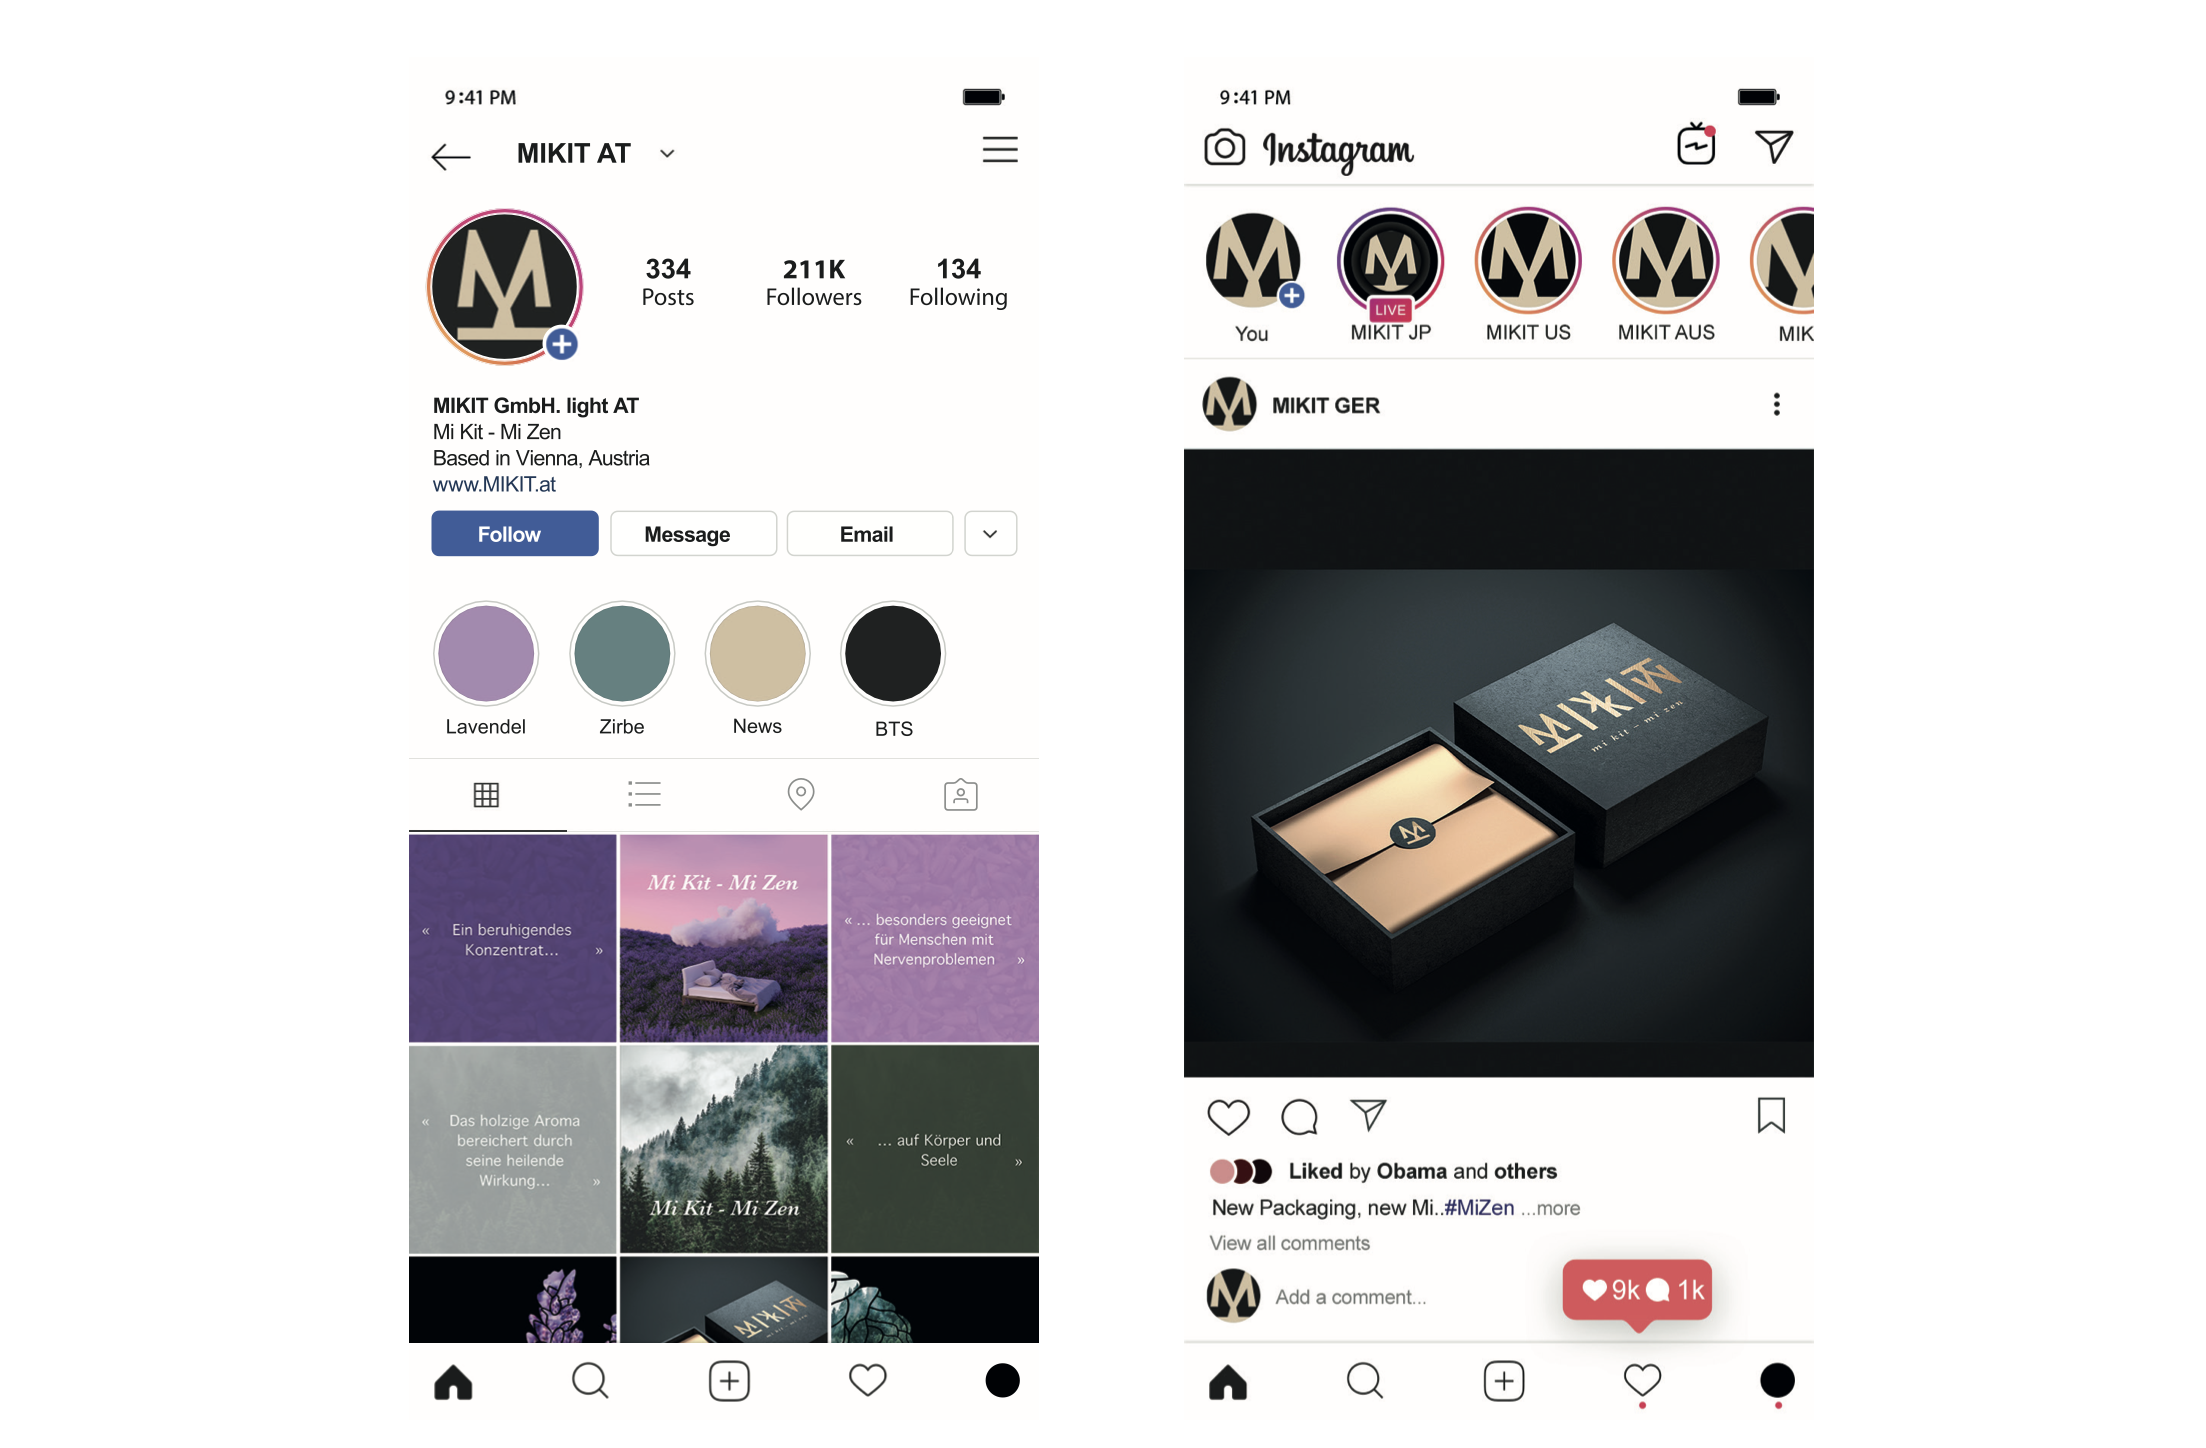 9:41 PM
MIKIT AT
334
Posts
211K
Followers
134
Following
MIKIT GmbH. light AT
Mi Kit - Mi Zen
Based in Vienna, Austria
www.MIKIT.at
Follow
Message
Email
Lavendel
Zirbe
News
BTS
« Ein beruhigendes
Konzentrat... »
Mi Kit - Mi Zen
« ... besonders geeignet
für Menschen mit
Nervenproblemen »
« Das holzige Aroma
bereichert durch
seine heilende
Wirkung... »
Mi Kit - Mi Zen
« ... auf Körper und
Seele »
9:41 PM
Instagram
You
LIVE
MIKIT JP
MIKIT US
MIKIT AUS
MIK
MIKIT GER
mi kit - mi zen
Liked by Obama and others
New Packaging, new Mi..#MiZen ...more
View all comments
Add a comment...
9k 1k